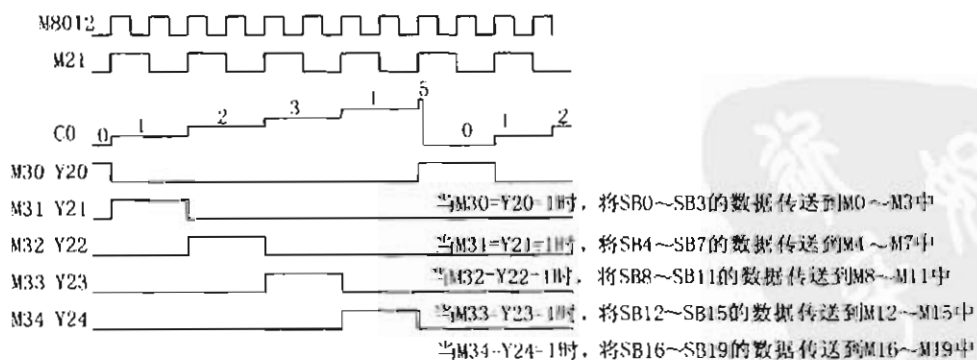 M8012
M21
0 1 2 3 1 5 0 1 2
C0
M30 Y20
M31 Y21
当M30=Y20=1时，将SB0~SB3的数据传送到M0~M3中
M32 Y22
当M31=Y21=1时，将SB4~SB7的数据传送到M4~M7中
M33 Y23
当M32=Y22=1时，将SB8~SB11的数据传送到M8~M11中
M34 Y24
当M33=Y23=1时，将SB12~SB15的数据传送到M12~M15中
当M34=Y24=1时，将SB16~SB19的数据传送到M16~M19中